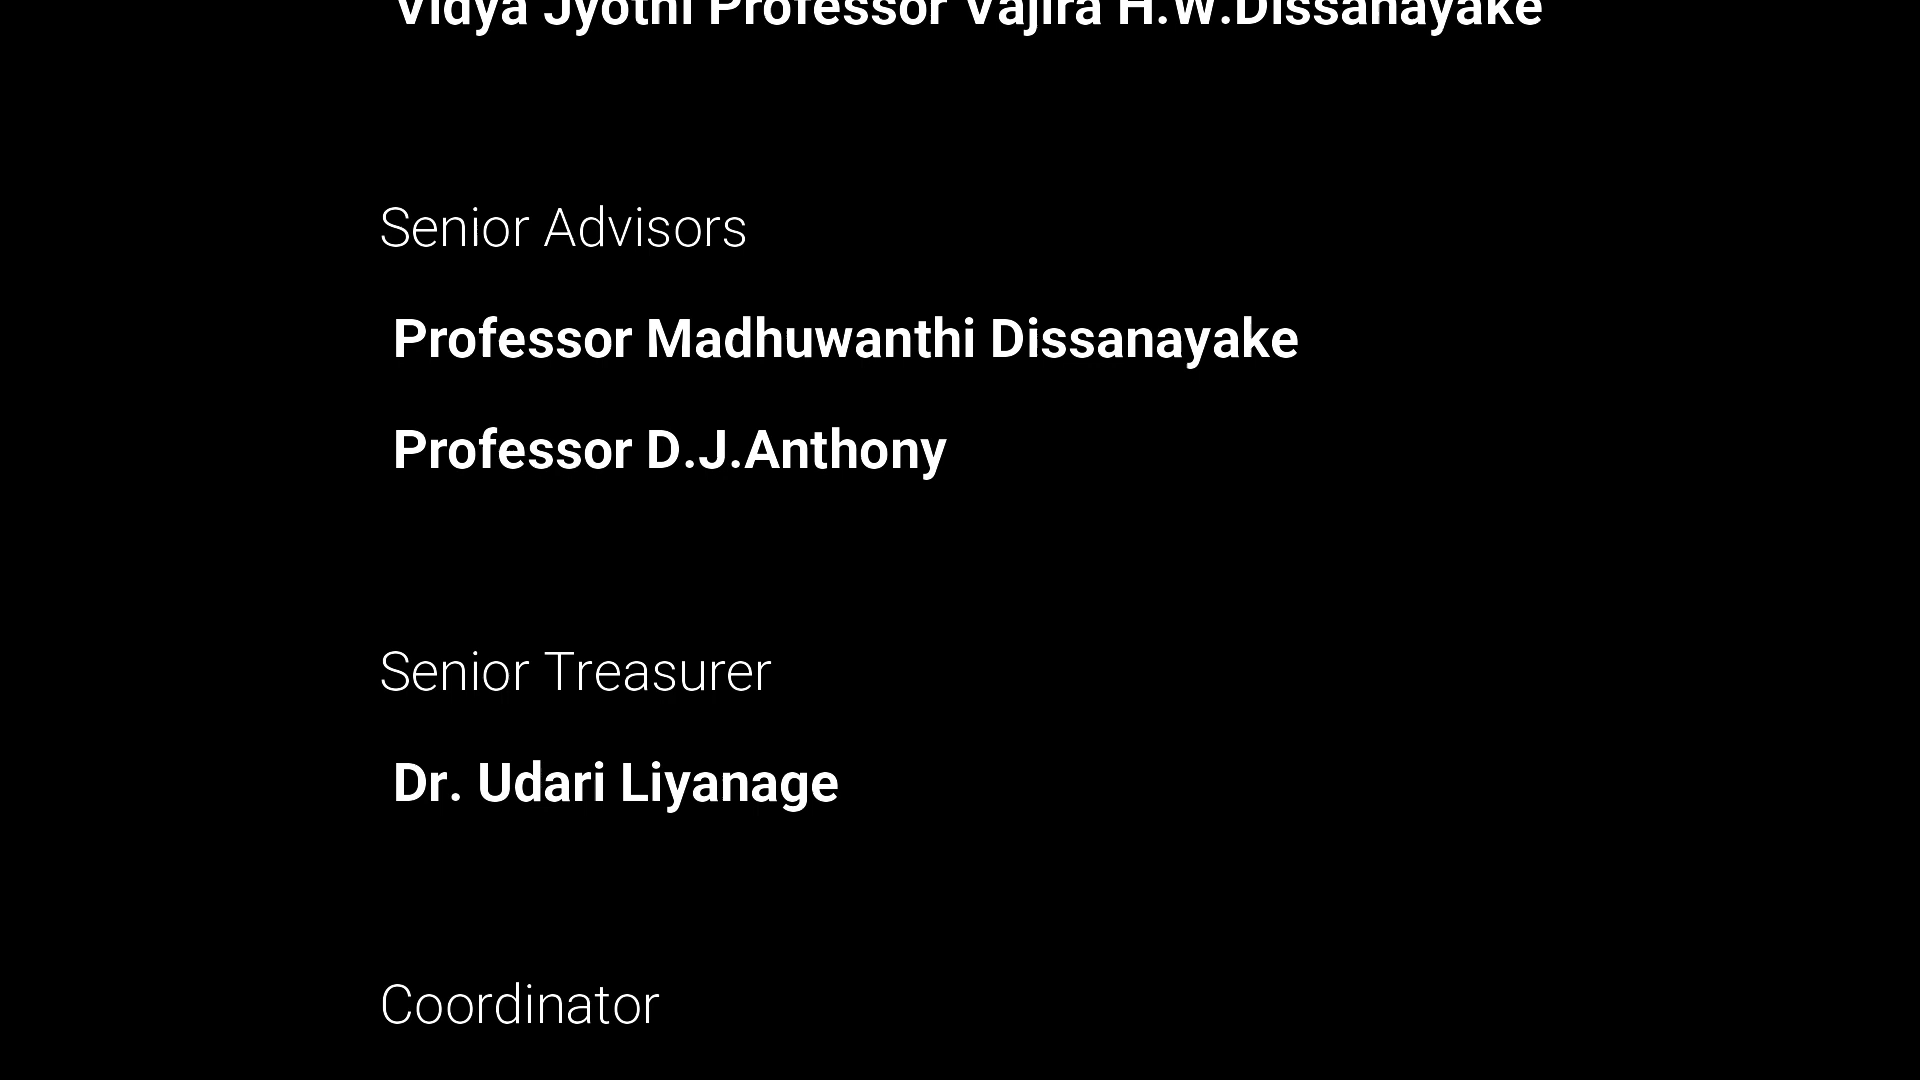 Vidya Jyothi Professor Vajira H.W.Dissanayake
Senior Advisors
Professor Madhuwanthi Dissanayake
Professor D.J.Anthony
Senior Treasurer
Dr. Udari Liyanage
Coordinator